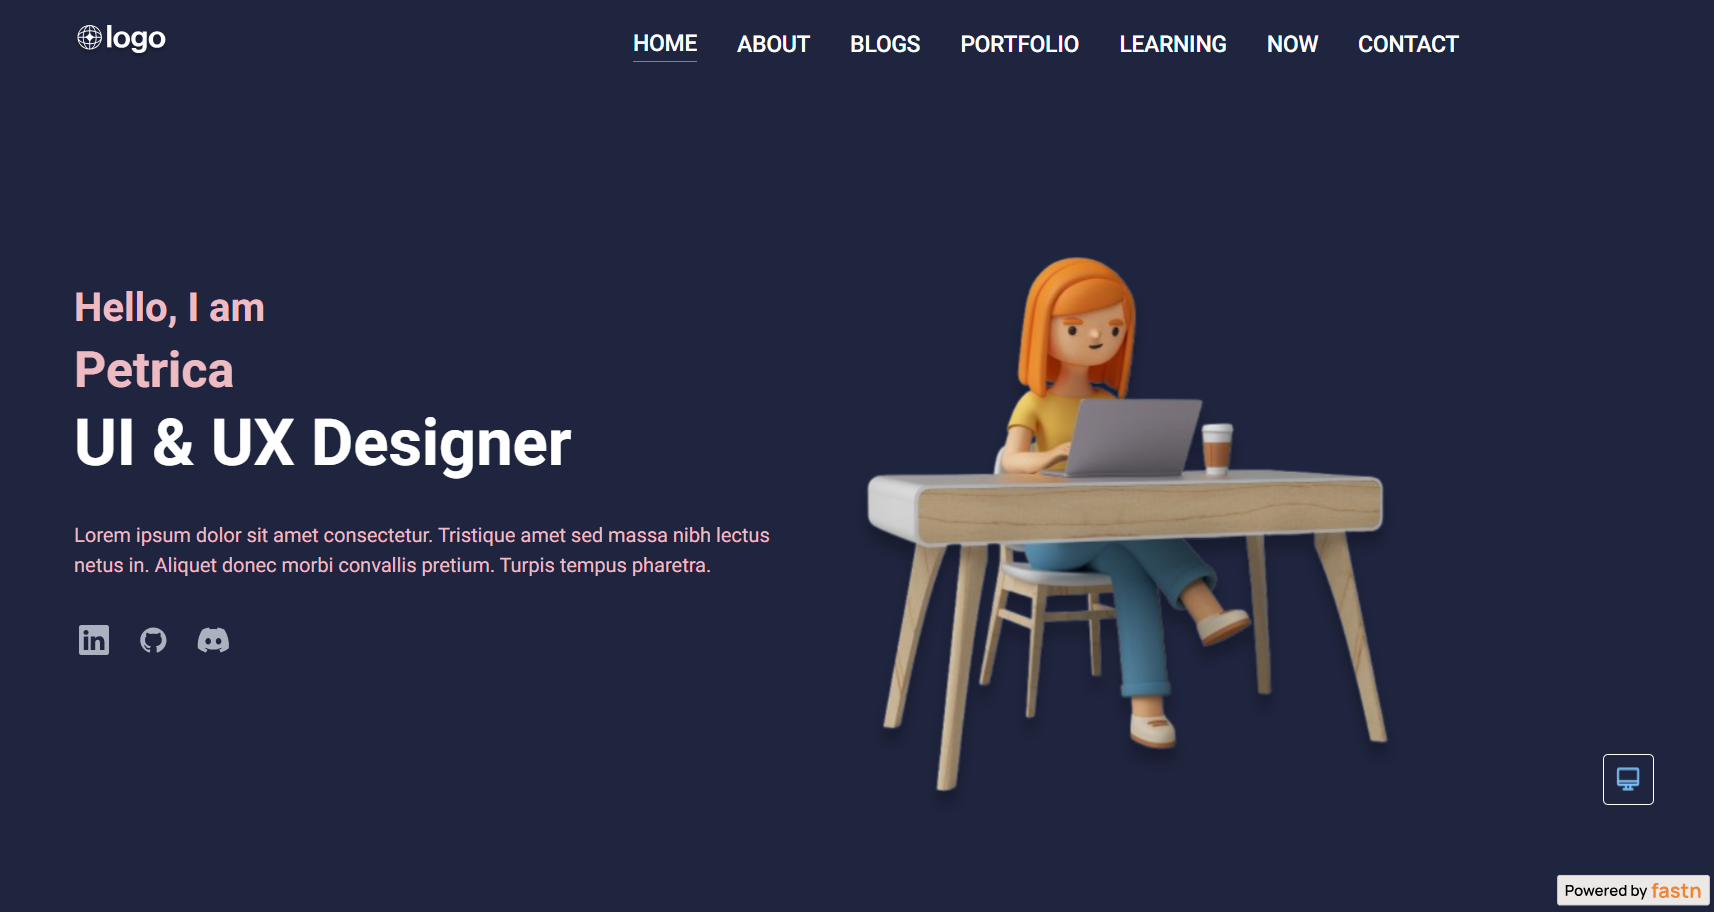 logo
HOME ABOUT BLOGS PORTFOLIO LEARNING NOW CONTACT
Hello, I am
Petrica
UI & UX Designer
Lorem ipsum dolor sit amet consectetur. Tristique amet sed massa nibh lectus
netus in. Aliquet donec morbi convallis pretium. Turpis tempus pharetra.
in
Powered by fastn